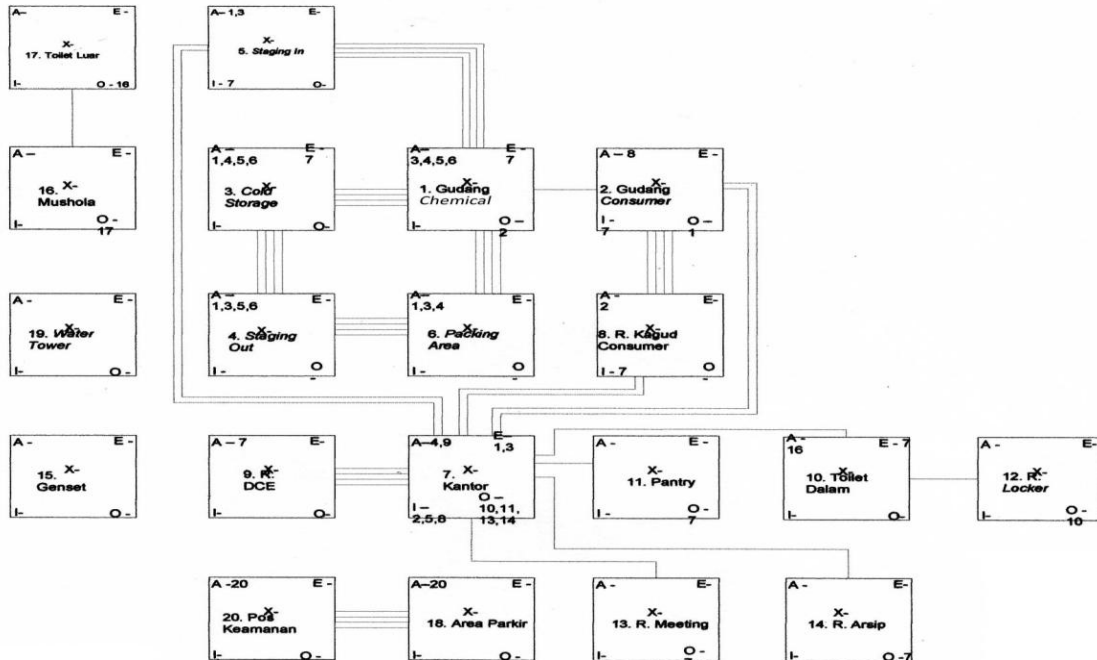 A– E -
X-
17. Toilet Luar
I- O - 16
A– 1,3 E-
X-
5. Staging In
I - 7 O-
A – E -
X-
16.
Mushola
I- O -
17
A– E -
1,4,5,6 7
X-
3. Cold
Storage
I- O-
A– E -
3,4,5,6 7
X-
1. Gudang
Chemical
I- O –
2
A – 8 E -
X-
2. Gudang
Consumer
I - O -
7 1
A - E -
X-
19. Water
Tower
I- O -
A– E -
1,3,5,6
X-
4. Staging
Out
I - O
-
A– E -
1,3,4
X-
6. Packing
Area
I - O
-
A - E -
2
X-
8. R. Kagud
Consumer
I - 7 O
-
A - E -
X-
15.
Genset
I- O -
A – 7 E-
X-
9. R.
DCE
I- O-
A–4,9 E–
1,3
X-
7.
Kantor
I – O –
2,5,8 10,11,
13,14
A - E -
X-
11. Pantry
I- O -
7
A - E - 7
16
X-
10. Toilet
Dalam
I- O-
A - E-
X-
12. R.
Locker
I- O -
10
A -20 E -
X-
20. Pos
Keamanan
I- O-
A–20 E -
X-
18. Area Parkir
I- O-
A - E-
X-
13. R. Meeting
I- O -
A - E-
X-
14. R. Arsip
I- O -7